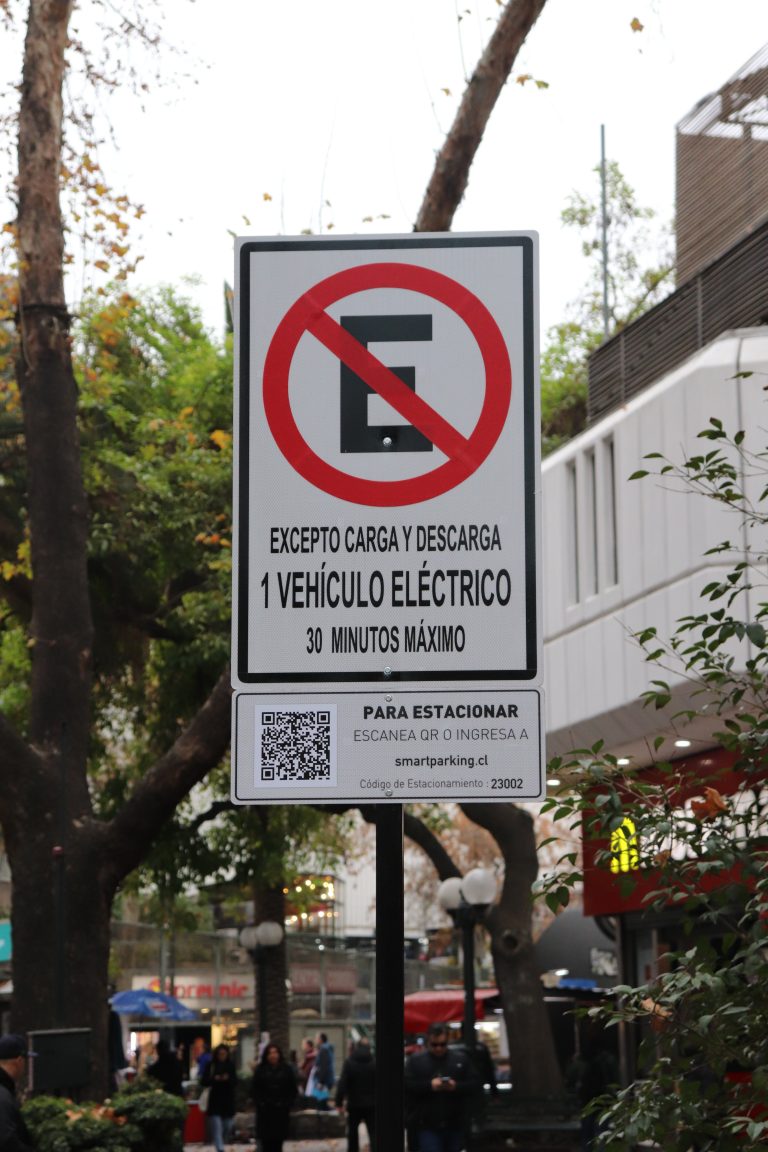 E
EXCEPTO CARGA Y DESCARGA
1 VEHÍCULO ELÉCTRICO
30 MINUTOS MÁXIMO
PARA ESTACIONAR
ESCANEA QR O INGRESA A
smartparking.cl
Código de Estacionamiento : 23002